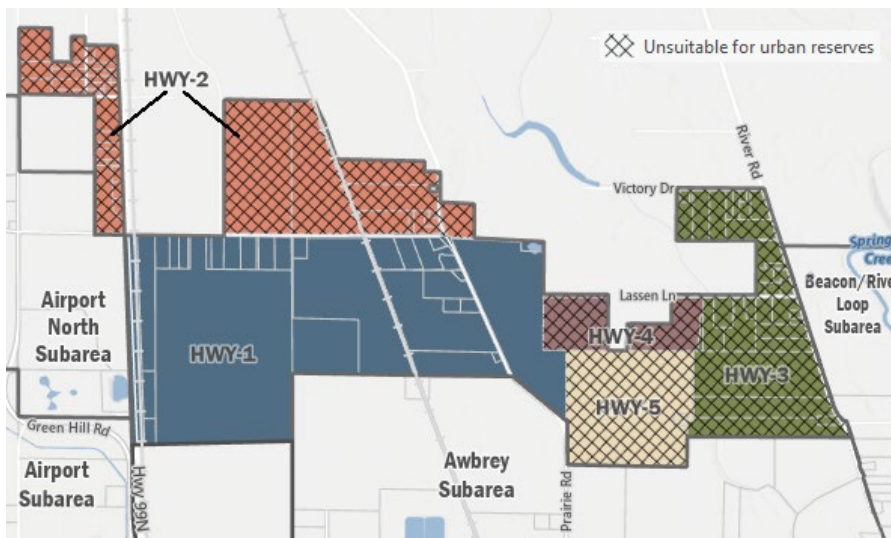 Unsuitable for urban reserves
HWY-2
River Rd
Victory Dr
Spring
Creek
Beacon/River
Loop
Subarea
Lassen Ln
Airport
North
Subarea
HWY-4
HWY-1
HWY-3
HWY-5
Green Hill Rd
Airport
Subarea
Hwy 99N
Awbrey
Subarea
Prairie Rd